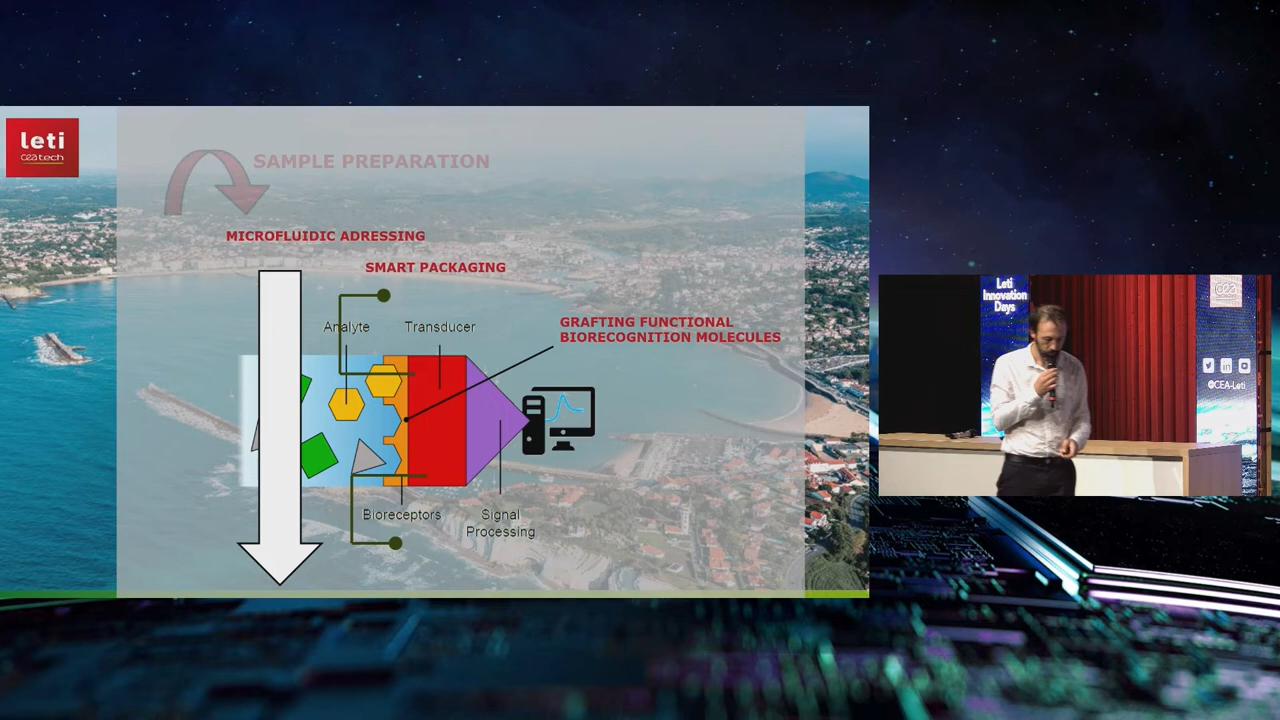 leti
cea tech
SAMPLE PREPARATION
MICROFLUIDIC ADRESSING
SMART PACKAGING
Analyte
Transducer
GRAFTING FUNCTIONAL
BIORECOGNITION MOLECULES
Bioreceptors
Signal
Processing
Leti
Innovation
Days
cea
@CEA-Leti